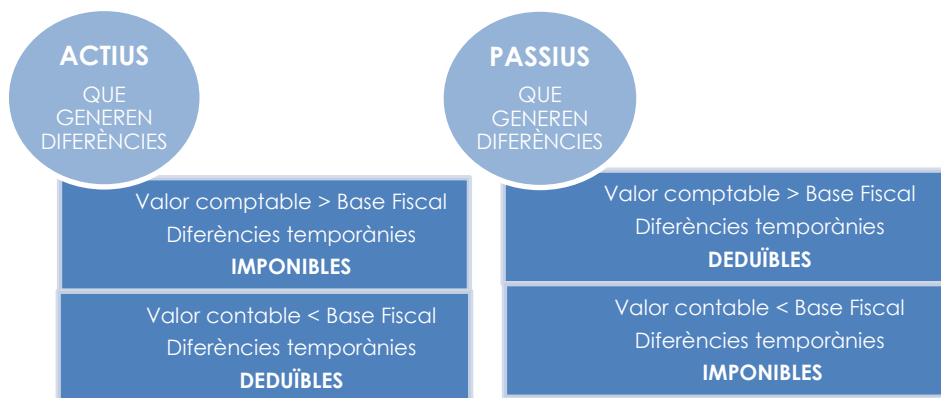 ACTIUS
QUE
GENEREN
DIFERÈNCIES
Valor comptable > Base Fiscal
Diferències temporànies
IMPONIBLES
Valor contable < Base Fiscal
Diferències temporànies
DEDUÏBLES
PASSIUS
QUE
GENEREN
DIFERÈNCIES
Valor comptable > Base Fiscal
Diferències temporànies
DEDUÏBLES
Valor contable < Base Fiscal
Diferències temporànies
IMPONIBLES